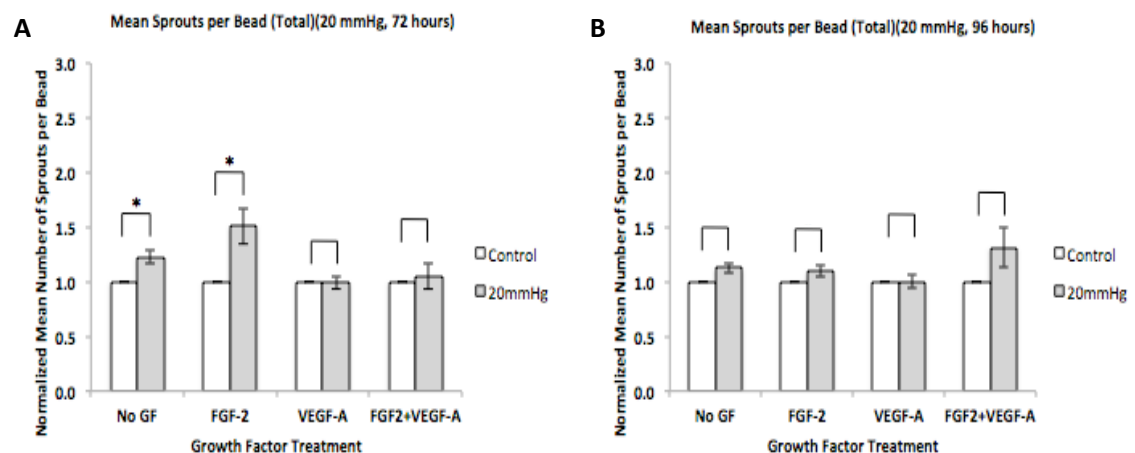 A
Mean Sprouts per Bead (Total)(20 mmHg, 72 hours)
Normalized Mean Number of Sprouts per Bead
3.0
2.5
2.0
1.5
1.0
0.5
0.0
*
*
No GF FGF-2 VEGF-A FGF2+VEGF-A
Growth Factor Treatment
Control
20mmHg
B
Mean Sprouts per Bead (Total)(20 mmHg, 96 hours)
Normalized Mean Number of Sprouts per Bead
3.0
2.5
2.0
1.5
1.0
0.5
0.0
No GF FGF-2 VEGF-A FGF2+VEGF-A
Growth Factor Treatment
Control
20mmHg